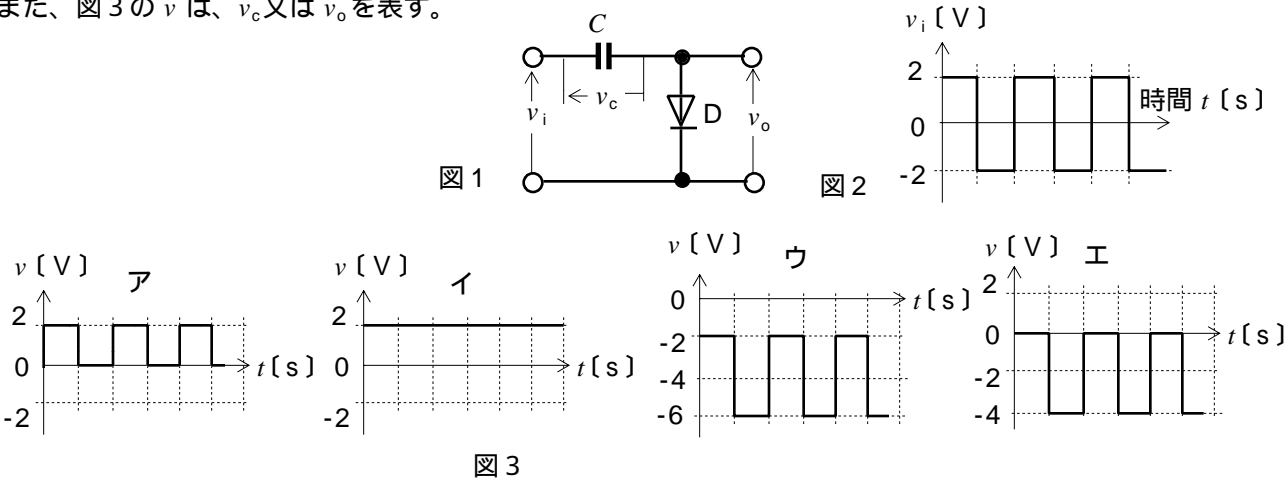 また、図3の v は、vc又は voを表す。
C
vc
vi
D
vo
図1
vi〔V〕
2
0
-2
時間 t〔s〕
図2
v〔V〕
ア
2
0
-2
t〔s〕
v〔V〕
イ
2
0
-2
t〔s〕
v〔V〕
ウ
0
-2
-4
-6
t〔s〕
v〔V〕
エ
2
0
-2
-4
t〔s〕
図3